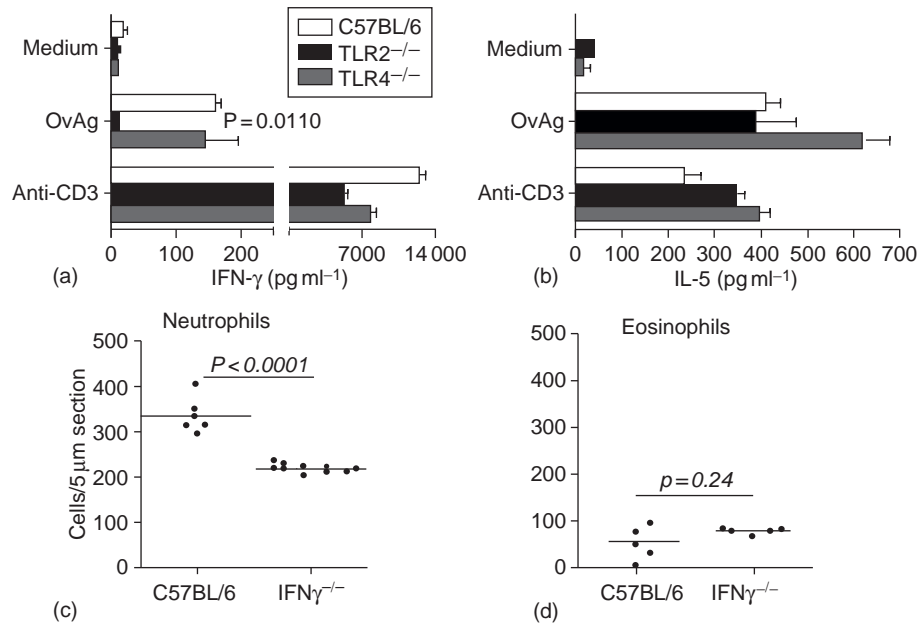 C57BL/6
TLR2−/−
TLR4−/−
Medium
OvAg
P = 0.0110
Anti-CD3
0 100 200 7000 14 000
(a) IFN-γ (pg ml−1)
Medium
OvAg
Anti-CD3
0 100 200 300 400 500 600 700
(b) IL-5 (pg ml−1)
Neutrophils
500
400
300
200
100
0
Cells/5 μm section
P < 0.0001
C57BL/6 IFNγ−/−
(c)
Eosinophils
500
400
300
200
100
0
p = 0.24
C57BL/6 IFNγ−/−
(d)